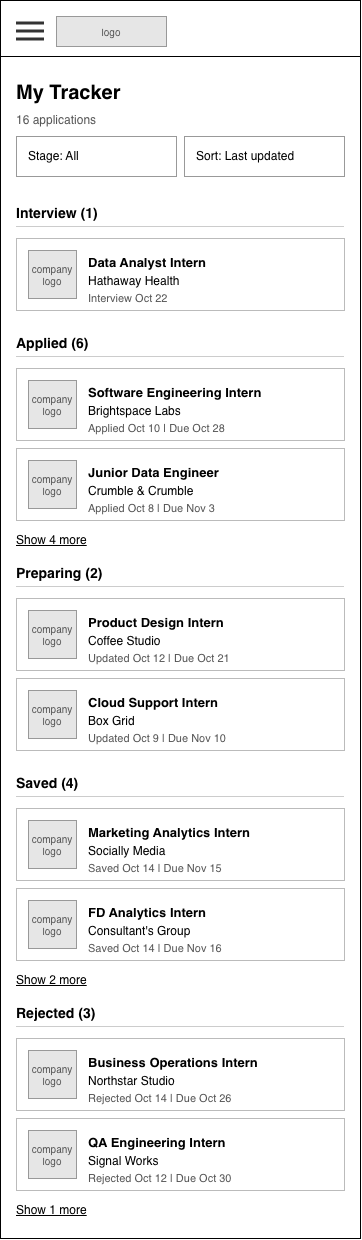 logo
My Tracker
16 applications
Stage: All
Sort: Last updated
Interview (1)
company
logo
Data Analyst Intern
Hathaway Health
Interview Oct 22
Applied (6)
company
logo
Software Engineering Intern
Brightspace Labs
Applied Oct 10 | Due Oct 28
company
logo
Junior Data Engineer
Crumble & Crumble
Applied Oct 8 | Due Nov 3
Show 4 more
Preparing (2)
company
logo
Product Design Intern
Coffee Studio
Updated Oct 12 | Due Oct 21
company
logo
Cloud Support Intern
Box Grid
Updated Oct 9 | Due Nov 10
Saved (4)
company
logo
Marketing Analytics Intern
Socially Media
Saved Oct 14 | Due Nov 15
company
logo
FD Analytics Intern
Consultant's Group
Saved Oct 14 | Due Nov 16
Show 2 more
Rejected (3)
company
logo
Business Operations Intern
Northstar Studio
Rejected Oct 14 | Due Oct 26
company
logo
QA Engineering Intern
Signal Works
Rejected Oct 12 | Due Oct 30
Show 1 more